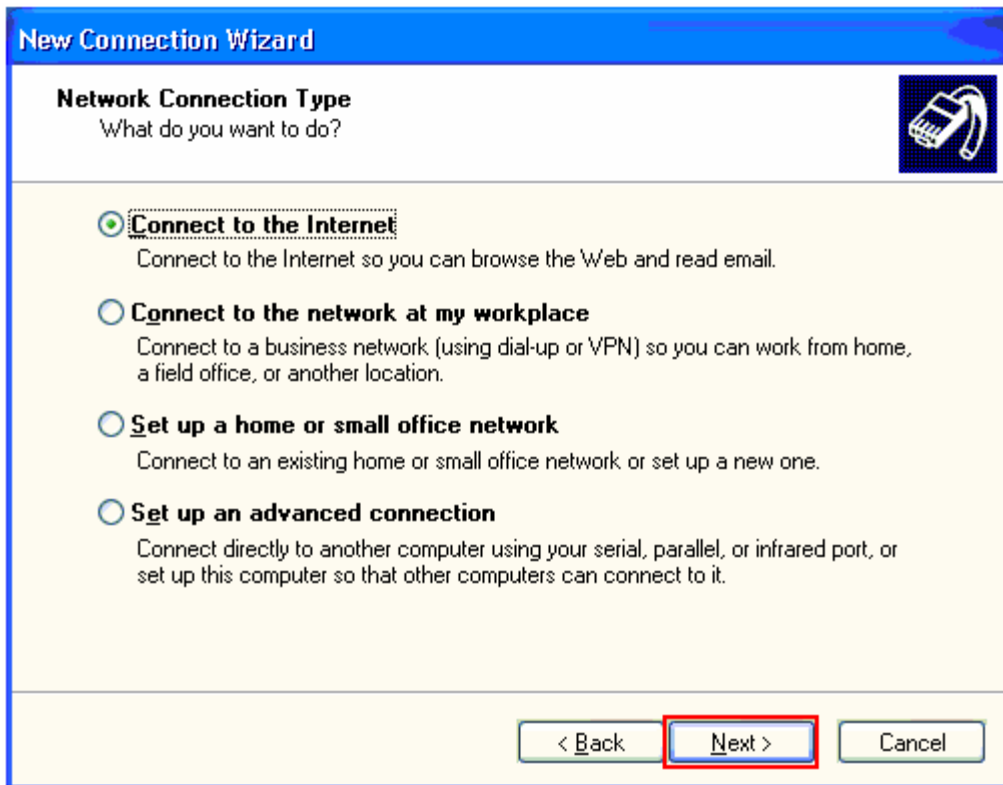 New Connection Wizard
Network Connection Type
What do you want to do?
Connect to the Internet
Connect to the Internet so you can browse the Web and read email.
Connect to the network at my workplace
Connect to a business network (using dial-up or VPN) so you can work from home,
a field office, or another location.
Set up a home or small office network
Connect to an existing home or small office network or set up a new one.
Set up an advanced connection
Connect directly to another computer using your serial, parallel, or infrared port, or
set up this computer so that other computers can connect to it.
< Back Next > Cancel